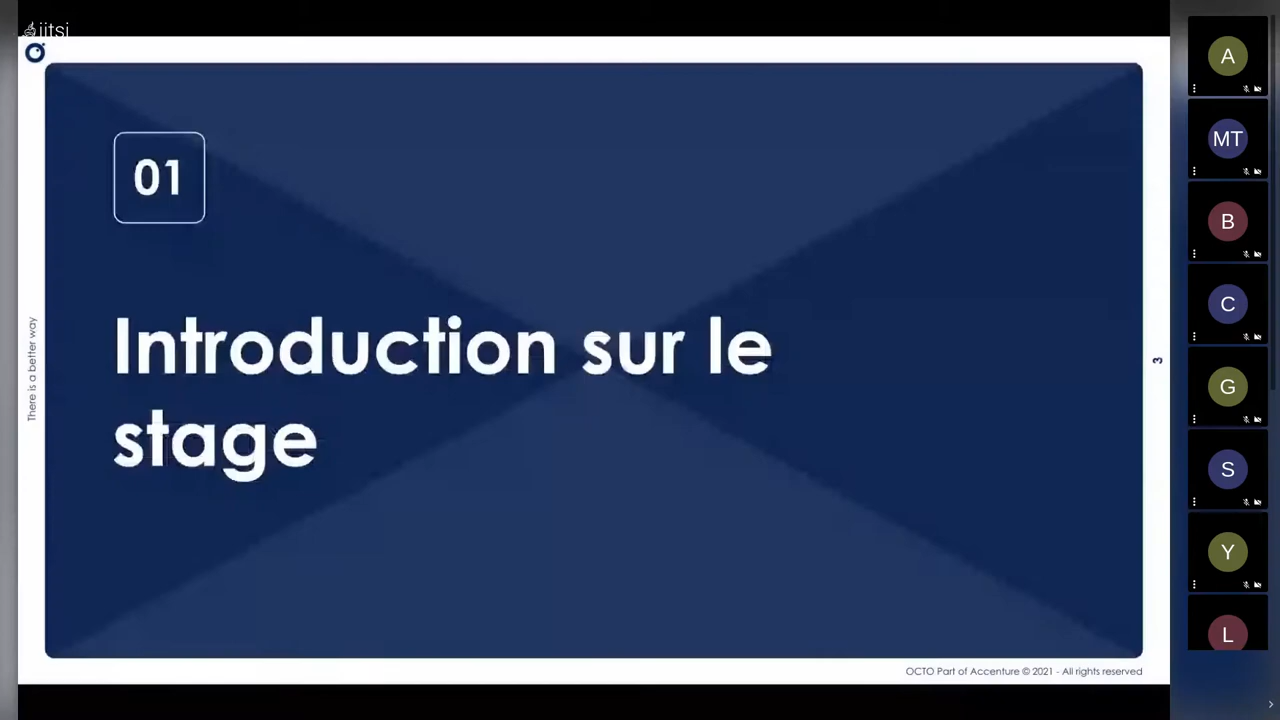 jitsi
01
Introduction sur le
stage
There is a better way
3
OCTO Part of Accenture © 2021 - All rights reserved
A
MT
B
C
G
S
Y
L